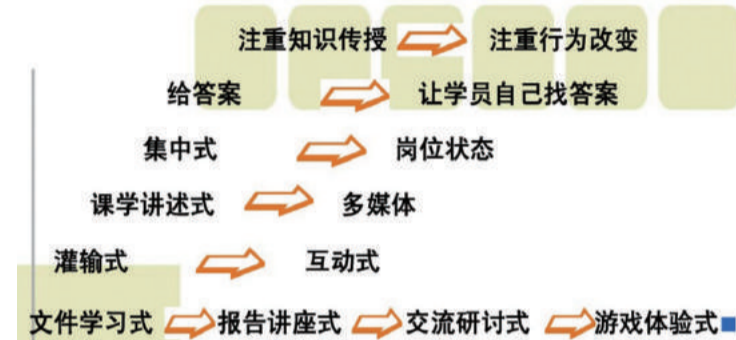 注重知识传授 注重行为改变
给答案 让学员自己找答案
集中式 岗位状态
课学讲述式 多媒体
灌输式 互动式
文件学习式 报告讲座式 交流研讨式 游戏体验式